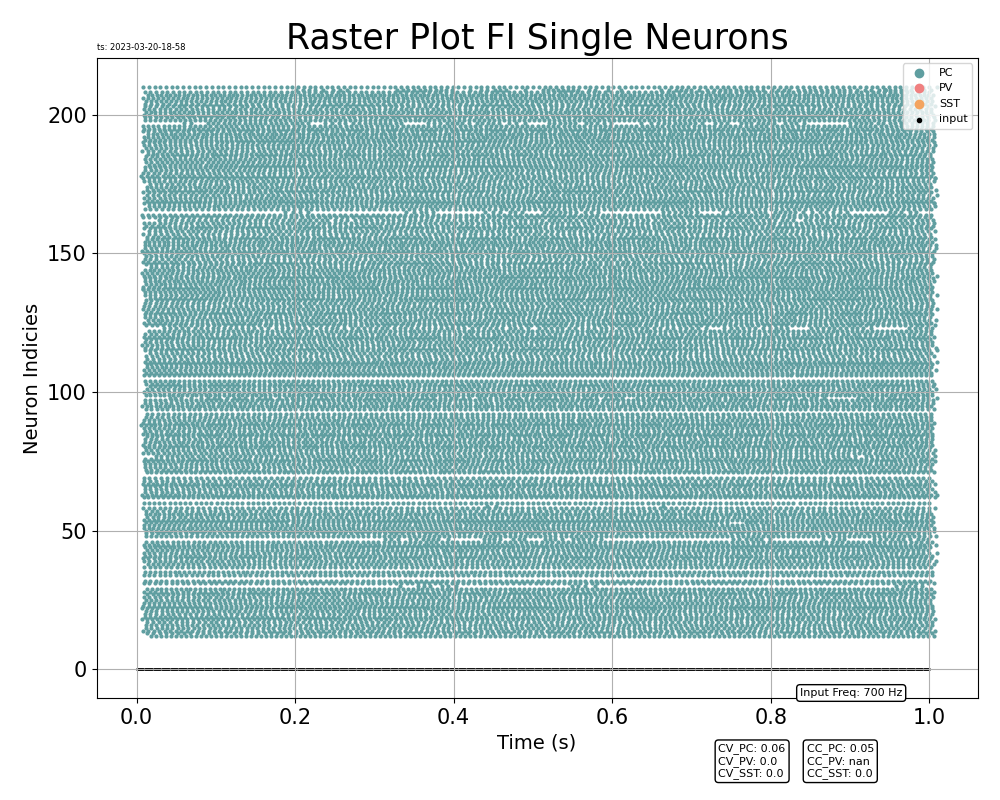 Raster Plot FI Single Neurons
ts: 2023-03-20-18-58
PC
PV
SST
input
200
150
100
50
0
Neuron Indicies
0.0 0.2 0.4 0.6 0.8 1.0
Time (s)
Input Freq: 700 Hz
CV_PC: 0.06
CV_PV: 0.0
CV_SST: 0.0
CC_PC: 0.05
CC_PV: nan
CC_SST: 0.0